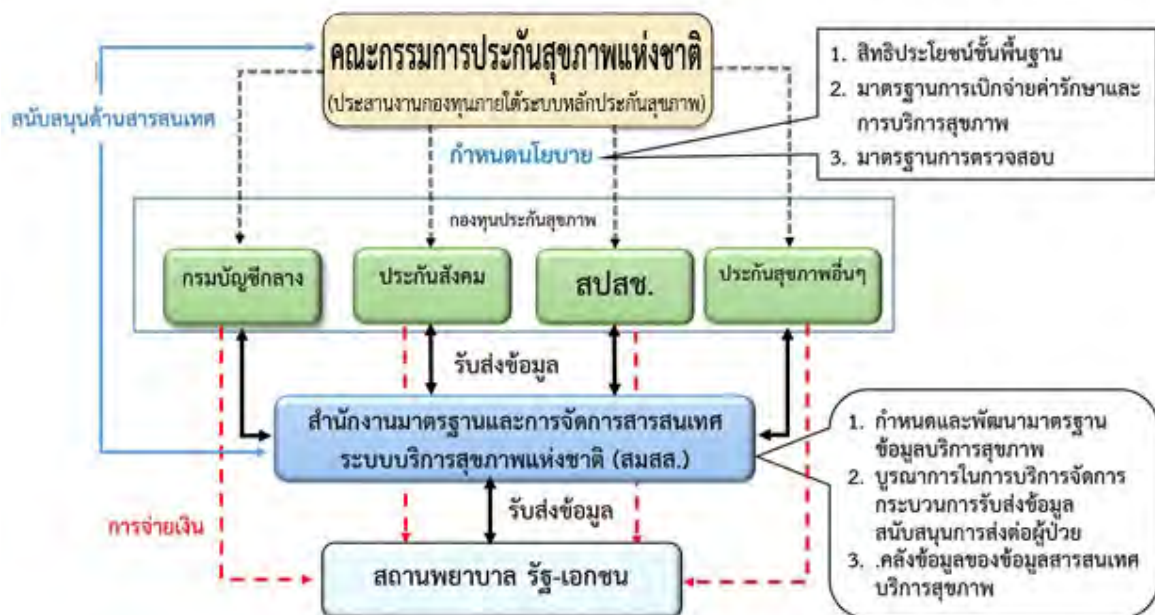 คณะกรรมการประกันสุขภาพแห่งชาติ
(ประสานงานกองทุนภายใต้ระบบหลักประกันสุขภาพ)
1. สิทธิประโยชน์ขั้นพื้นฐาน
2. มาตรฐานการเบิกจ่ายค่ารักษาและ
การบริการสุขภาพ
3. มาตรฐานการตรวจสอบ
สนับสนุนด้านสารสนเทศ
กำหนดนโยบาย
กองทุนประกันสุขภาพ
กรมบัญชีกลาง
ประกันสังคม
สปสช.
ประกันสุขภาพอื่นๆ
รับส่งข้อมูล
สำนักงานมาตรฐานและการจัดการสารสนเทศ
ระบบบริการสุขภาพแห่งชาติ (สมสส.)
1. กำหนดและพัฒนามาตรฐาน
ข้อมูลบริการสุขภาพ
2. บูรณาการในการบริการจัดการ
กระบวนการรับส่งข้อมูล
สนับสนุนการส่งต่อผู้ป่วย
3. .คลังข้อมูลของข้อมูลสารสนเทศ
บริการสุขภาพ
การจ่ายเงิน
รับส่งข้อมูล
สถานพยาบาล รัฐ-เอกชน